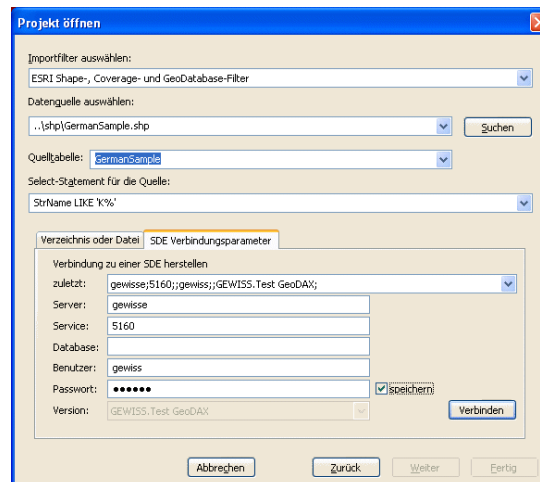 Projekt öffnen
Importfilter auswählen:
ESRI Shape-, Coverage- und GeoDatabase-Filter
Datenquelle auswählen:
..\shp\GermanSample.shp
Suchen
Quelltabelle: GermanSample
Select-Statement für die Quelle:
StrName LIKE 'K%'
Verzeichnis oder Datei SDE Verbindungsparameter
Verbindung zu einer SDE herstellen
zuletzt: gewisse;5160;;gewiss;;GEWISS.Test GeoDAX;
Server: gewisse
Service: 5160
Database:
Benutzer: gewiss
Passwort: ●●●●●● speichern
Version: GEWISS.Test GeoDAX Verbinden
Abbrechen Zurück Weiter Fertig